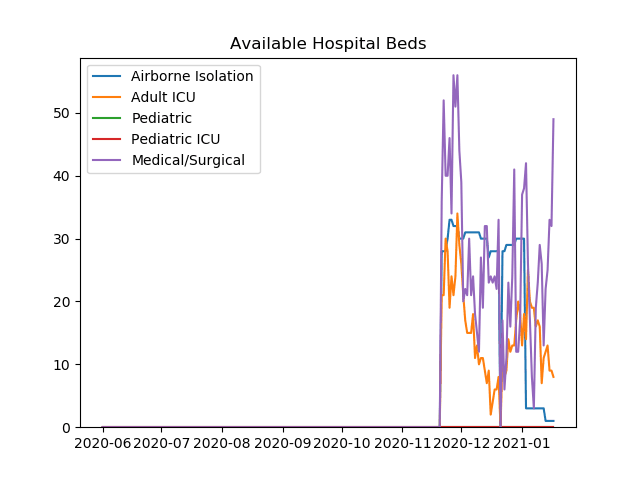 Available Hospital Beds
Airborne Isolation
Adult ICU
Pediatric
Pediatric ICU
Medical/Surgical
50
40
30
20
10
0
2020-06 2020-07 2020-08 2020-09 2020-10 2020-11 2020-12 2021-01